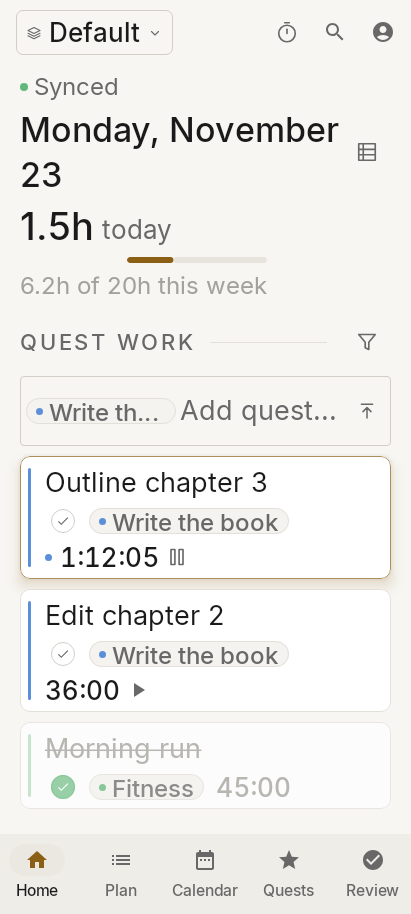 Default
Synced
Monday, November
23
1.5h today
6.2h of 20h this week
QUEST WORK
Write th... Add quest...
Outline chapter 3
Write the book
1:12:05
Edit chapter 2
Write the book
36:00
Morning run
Fitness 45:00
Home Plan Calendar Quests Review